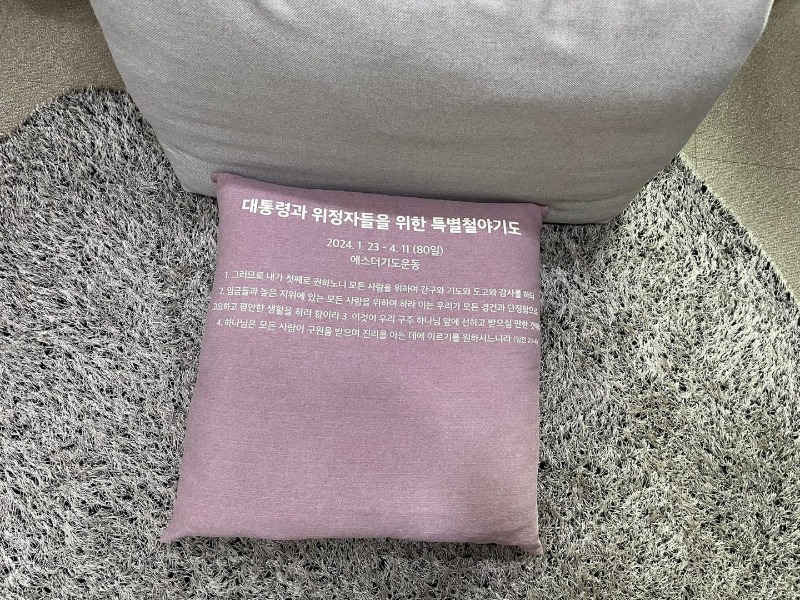 대통령과 위정자들을 위한 특별철야기도
2024. 1. 23 - 4. 11 (80일)
에스더기도운동
1. 그러므로 내가 첫째로 권하노니 모든 사람을 위하여 간구와 기도와 도고와 감사를 하되
2. 임금들과 높은 지위에 있는 모든 사람을 위하여 하라 이는 우리가 모든 경건과 단정함으로
고요하고 평안한 생활을 하려 함이라 3. 이것이 우리 구주 하나님 앞에 선하고 받으실 만한
4. 하나님은 모든 사람이 구원을 받으며 진리를 아는 데에 이르기를 원하시느니라